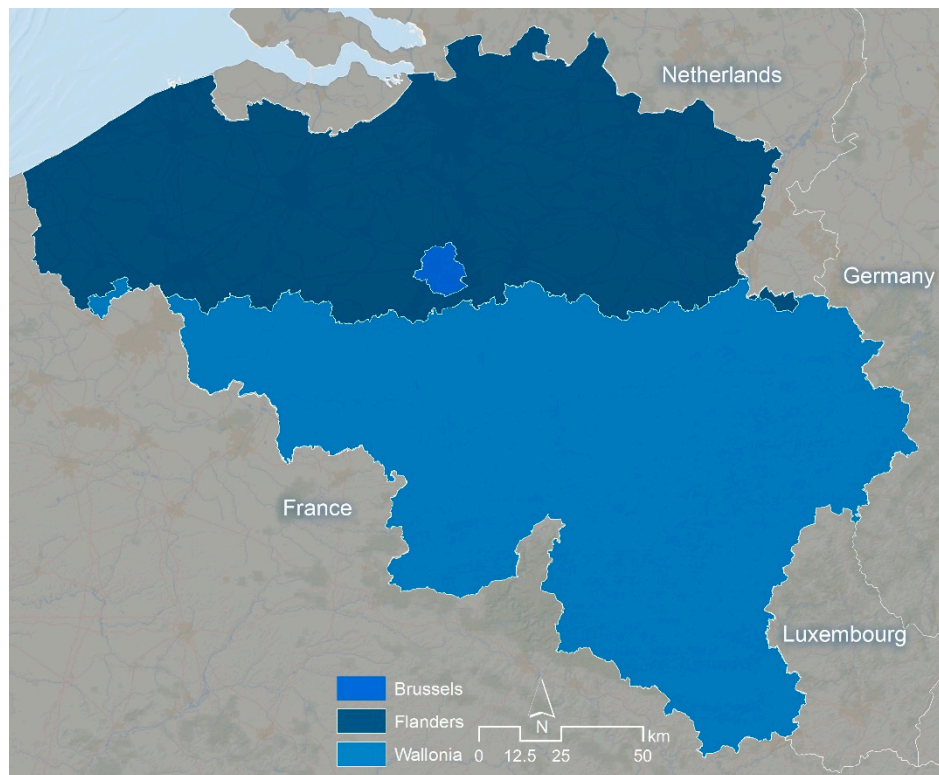 Netherlands
Germany
France
Luxembourg
Brussels
Flanders
Wallonia
N
km
0 12.5 25 50